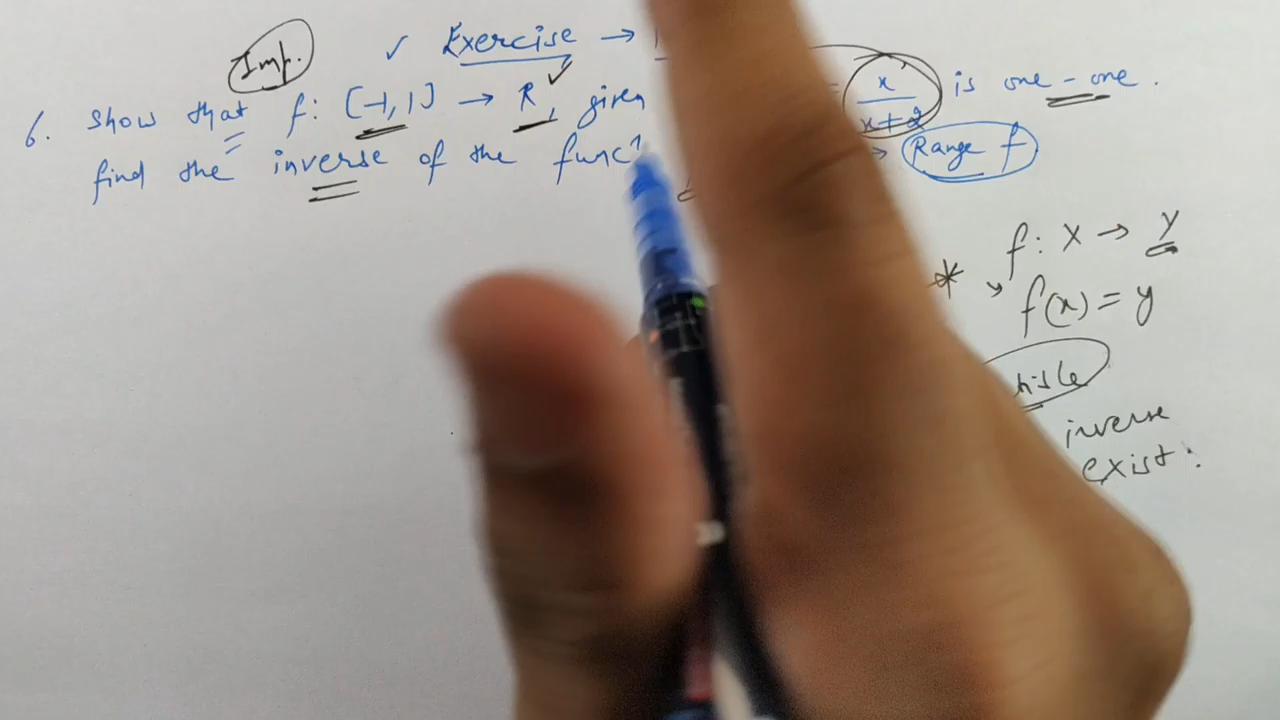 Imp.
✓ Exercise →
6. Show that f: [-1, 1] → R, given = x/(x+2) is one-one.
find the inverse of the → Range f
f: X → Y
* f(x) = y
inverse
exist.